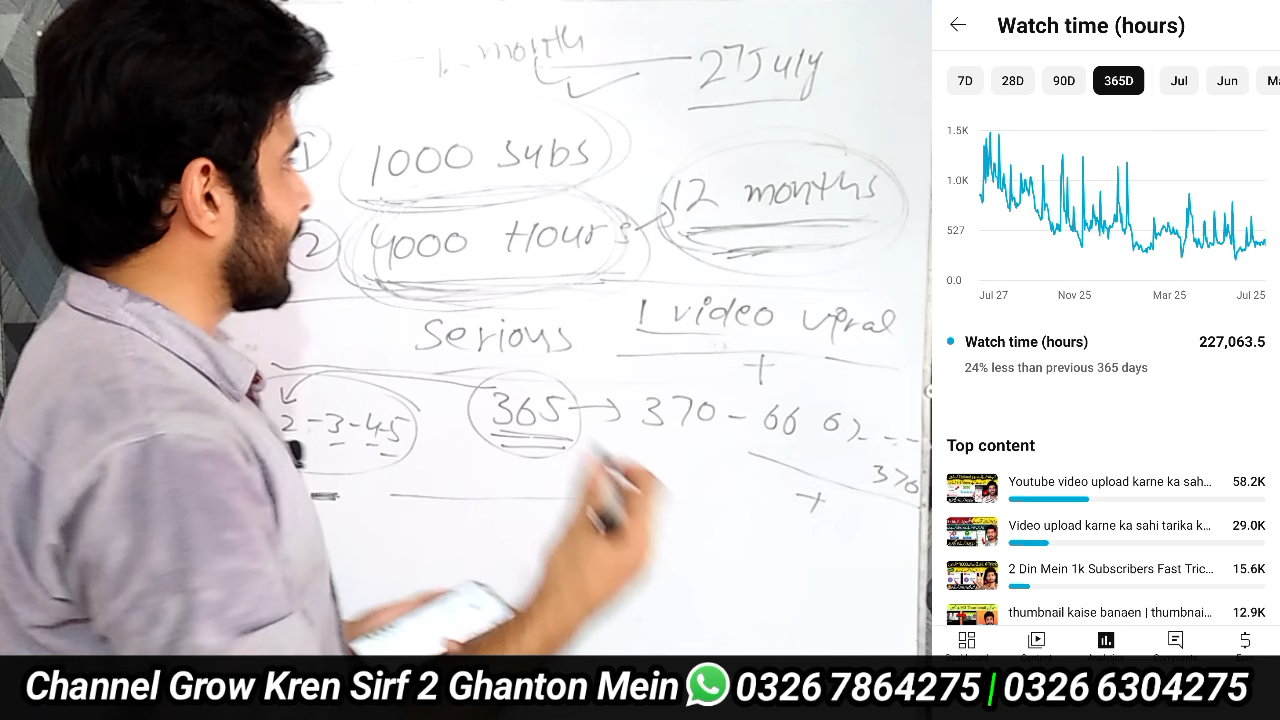 1 month
27 July
① 1000 Subs
② 4000 Hours
12 months
Serious
1 video
+
2 - 3 - 4 - 5
365 → 370 - 66 67 - - -
370
+
Watch time (hours)
7D 28D 90D 365D Jul Jun
1.5K
1.0K
527
0.0
Jul 27 Nov 25 Mar 25 Jul 25
Watch time (hours) 227,063.5
24% less than previous 365 days
Top content
Youtube video upload karne ka sah... 58.2K
Video upload karne ka sahi tarika k... 29.0K
2 Din Mein 1k Subscribers Fast Tric... 15.6K
thumbnail kaise banaen | thumbnai... 12.9K
Analytics
Channel Grow Kren Sirf 2 Ghanton Mein 0326 7864275 | 0326 6304275